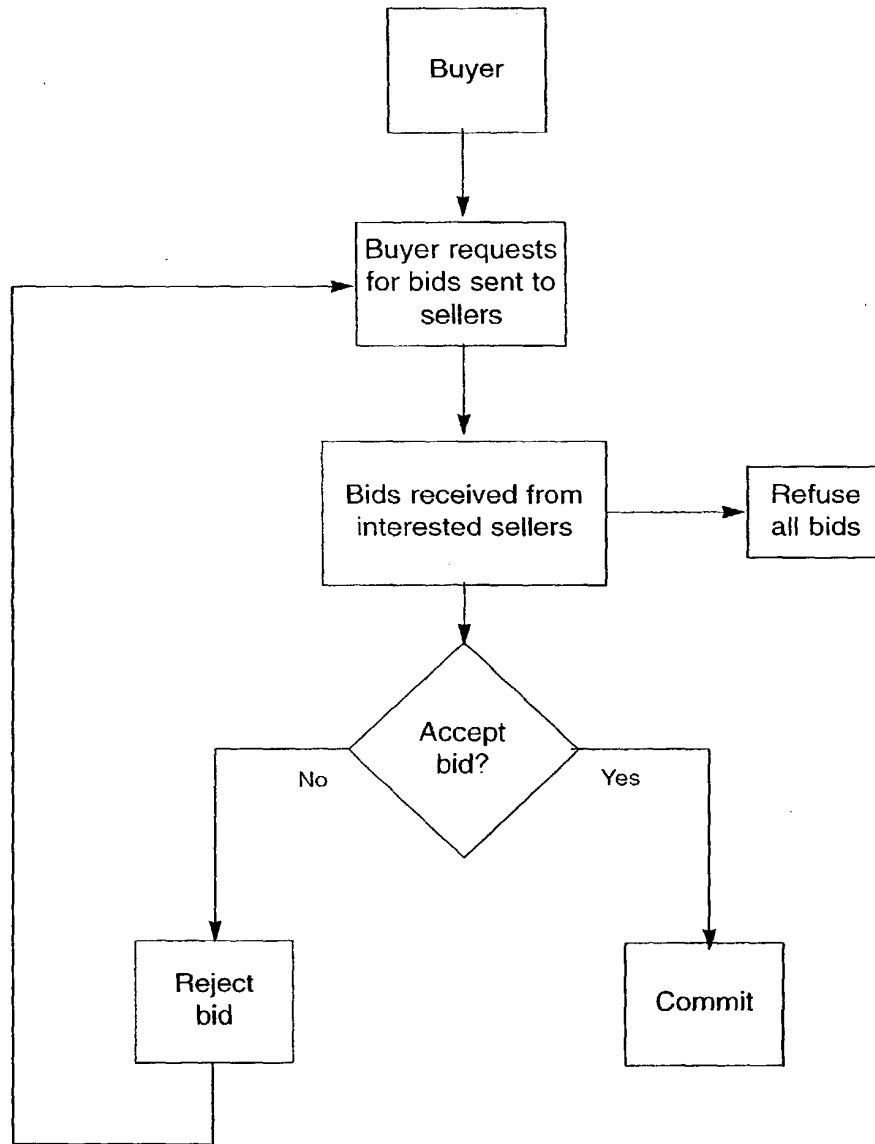 Buyer
Buyer requests
for bids sent to
sellers
Bids received from
interested sellers
Refuse
all bids
Accept
bid?
No
Yes
Reject
bid
Commit